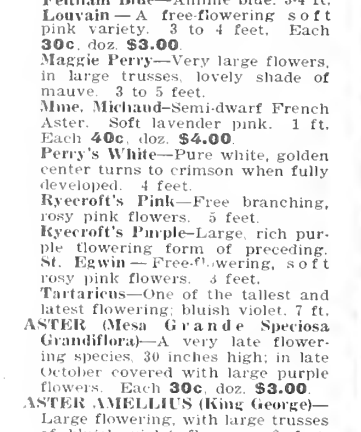 Feltham Blue—Aniline blue. 3-4 ft.
Louvain — A free-flowering soft
pink variety. 3 to 4 feet. Each
30c, doz. $3.00.
Maggie Perry—Very large flowers,
in large trusses, lovely shade of
mauve. 3 to 5 feet.
Mme. Michaud—Semi-dwarf French
Aster. Soft lavender pink. 1 ft.
Each 40c, doz. $4.00.
Perry's White—Pure white, golden
center turns to crimson when fully
developed. 4 feet.
Ryecroft's Pink—Free branching,
rosy pink flowers. 5 feet.
Ryecroft's Purple—Large, rich pur-
ple flowering form of preceding.
St. Egwin — Free-flowering, soft
rosy pink flowers. 3 feet.
Tartaricus—One of the tallest and
latest flowering; bluish violet. 7 ft.
ASTER (Mesa Grande Speciosa
Grandiflora)—A very late flower-
ing species, 30 inches high; in late
October covered with large purple
flowers. Each 30c, doz. $3.00.
ASTER AMELLIUS (King George)—
Large flowering, with large trusses